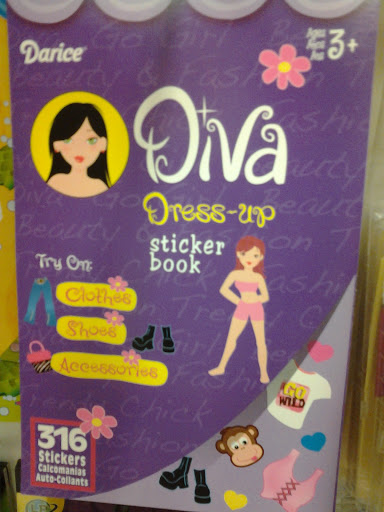 Darice
Ages
3+
Diva
Dress-up
sticker
book
Try On:
Clothes
Shoes
Accessories
316
Stickers
Calcomanías
Auto-Collants
GO
WILD